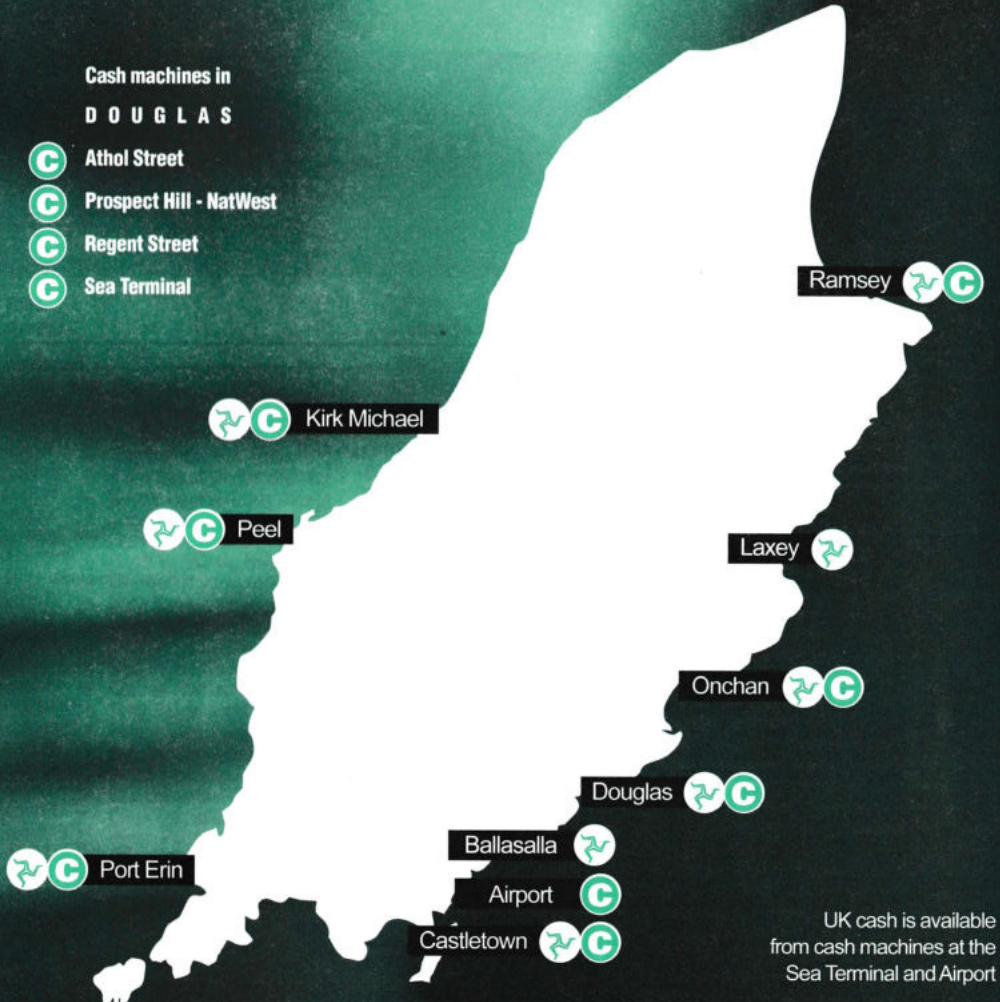 Cash machines in
DOUGLAS
C Athol Street
C Prospect Hill - NatWest
C Regent Street
C Sea Terminal
Ramsey C
C Kirk Michael
C Peel
Laxey
Onchan C
Douglas C
Ballasalla
C Port Erin
Airport C
Castletown C
UK cash is available
from cash machines at the
Sea Terminal and Airport